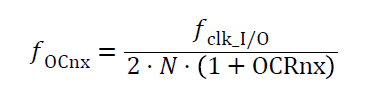 f_OCnx = f_clk_I/O / 2 · N · (1 + OCRnx)